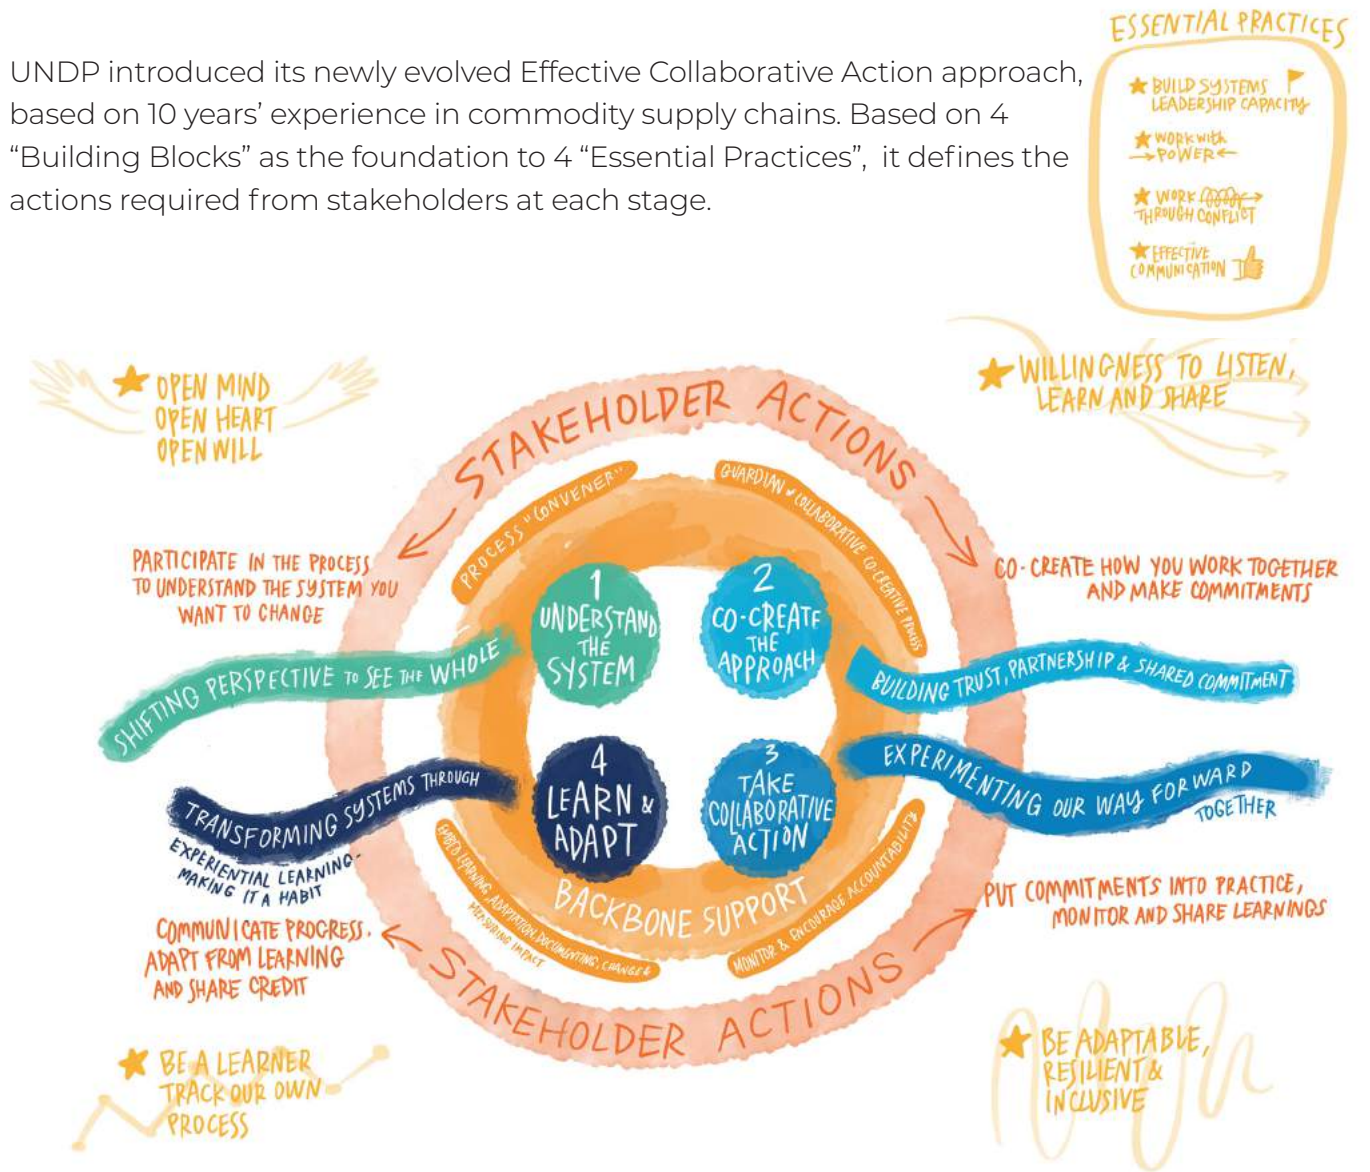 ESSENTIAL PRACTICES
★ BUILD SYSTEMS
LEADERSHIP CAPACITY
★ WORK WITH
→POWER←
★ WORK
THROUGH CONFLICT
★ EFFECTIVE
COMMUNICATION
UNDP introduced its newly evolved Effective Collaborative Action approach,
based on 10 years’ experience in commodity supply chains. Based on 4
“Building Blocks” as the foundation to 4 “Essential Practices”, it defines the
actions required from stakeholders at each stage.
★ OPEN MIND
OPEN HEART
OPEN WILL
★ WILLINGNESS TO LISTEN,
LEARN AND SHARE
STAKEHOLDER ACTIONS
PROCESS "CONVENER"
GUARDIAN of COLLABORATIVE CO-CREATIVE PROCESS
PARTICIPATE IN THE PROCESS
TO UNDERSTAND THE SYSTEM YOU
WANT TO CHANGE
CO-CREATE HOW YOU WORK TOGETHER
AND MAKE COMMITMENTS
1
UNDERSTAND
THE
SYSTEM
2
CO-CREATE
THE
APPROACH
SHIFTING PERSPECTIVE TO SEE THE WHOLE
BUILDING TRUST, PARTNERSHIP & SHARED COMMITMENT
4
LEARN &
ADAPT
3
TAKE
COLLABORATIVE
ACTION
TRANSFORMING SYSTEMS THROUGH
EXPERIENTIAL LEARNING-
MAKING IT A HABIT
EXPERIMENTING OUR WAY FORWARD
TOGETHER
BACKBONE SUPPORT
EMBED LEARNING, ADAPTATION, DOCUMENTING, CHANGE &
MEASURING IMPACT
MONITOR & ENCOURAGE ACCOUNTABILITY
COMMUNICATE PROGRESS,
ADAPT FROM LEARNING
AND SHARE CREDIT
PUT COMMITMENTS INTO PRACTICE,
MONITOR AND SHARE LEARNINGS
STAKEHOLDER ACTIONS
★ BE A LEARNER
TRACK OUR OWN
PROCESS
★ BE ADAPTABLE,
RESILIENT &
INCLUSIVE